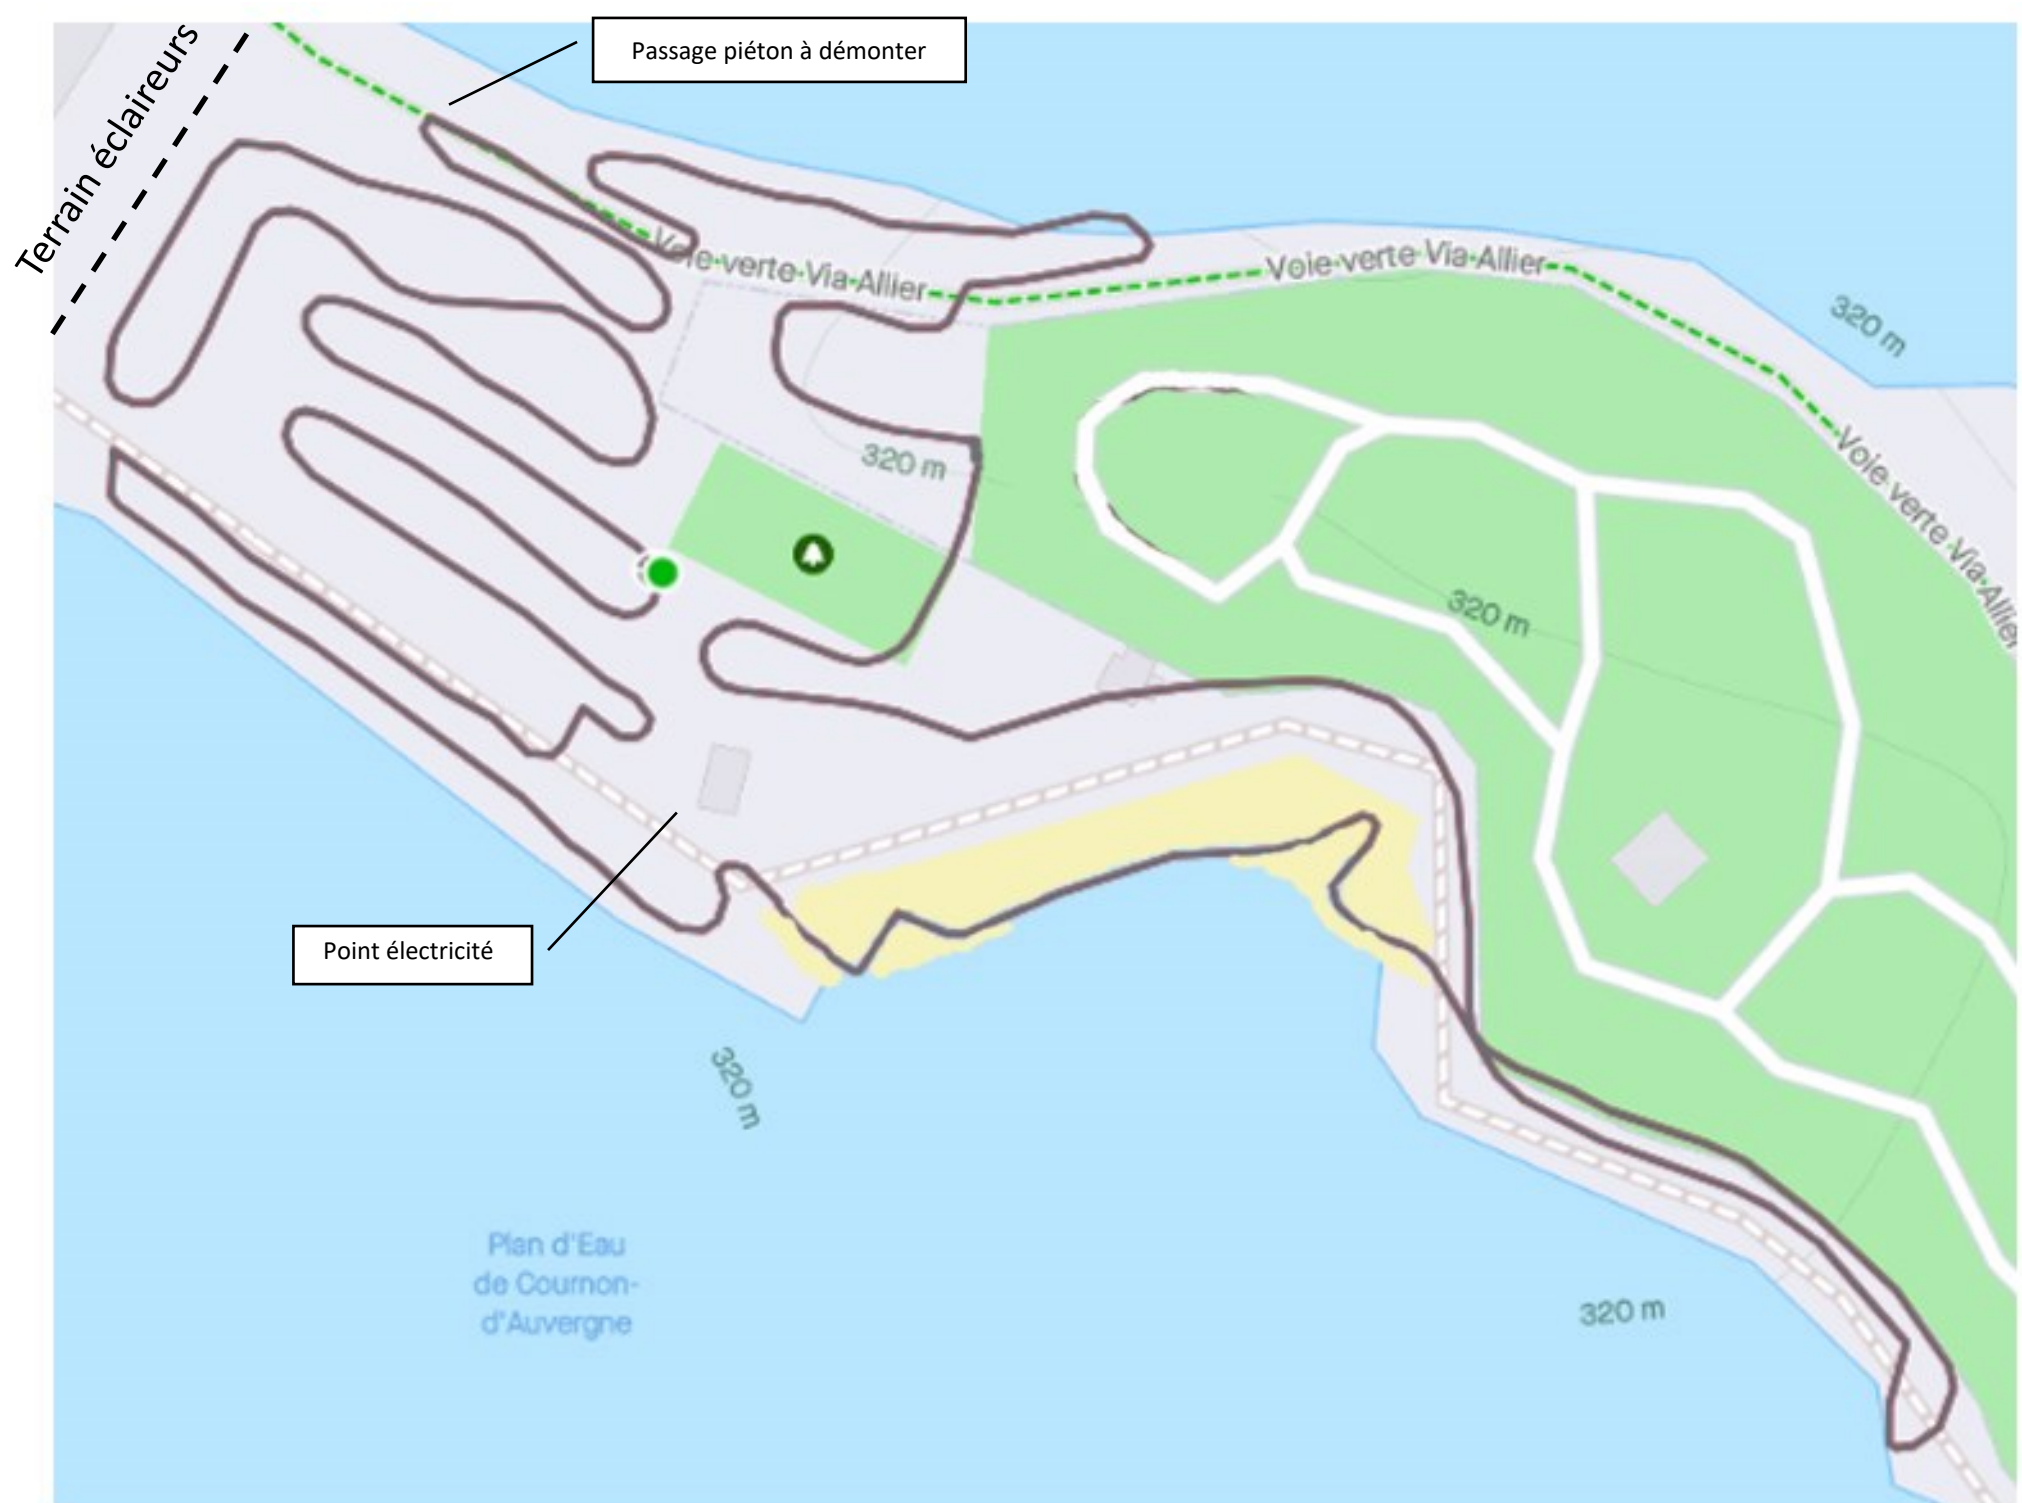 Passage piéton à démonter
Terrain éclaireurs
Voie verte Via Allier
Voie verte Via Allier
320 m
Voie verte Via Allier
320 m
320 m
Point électricité
320 m
Plan d'Eau
de Cournon-
d'Auvergne
320 m